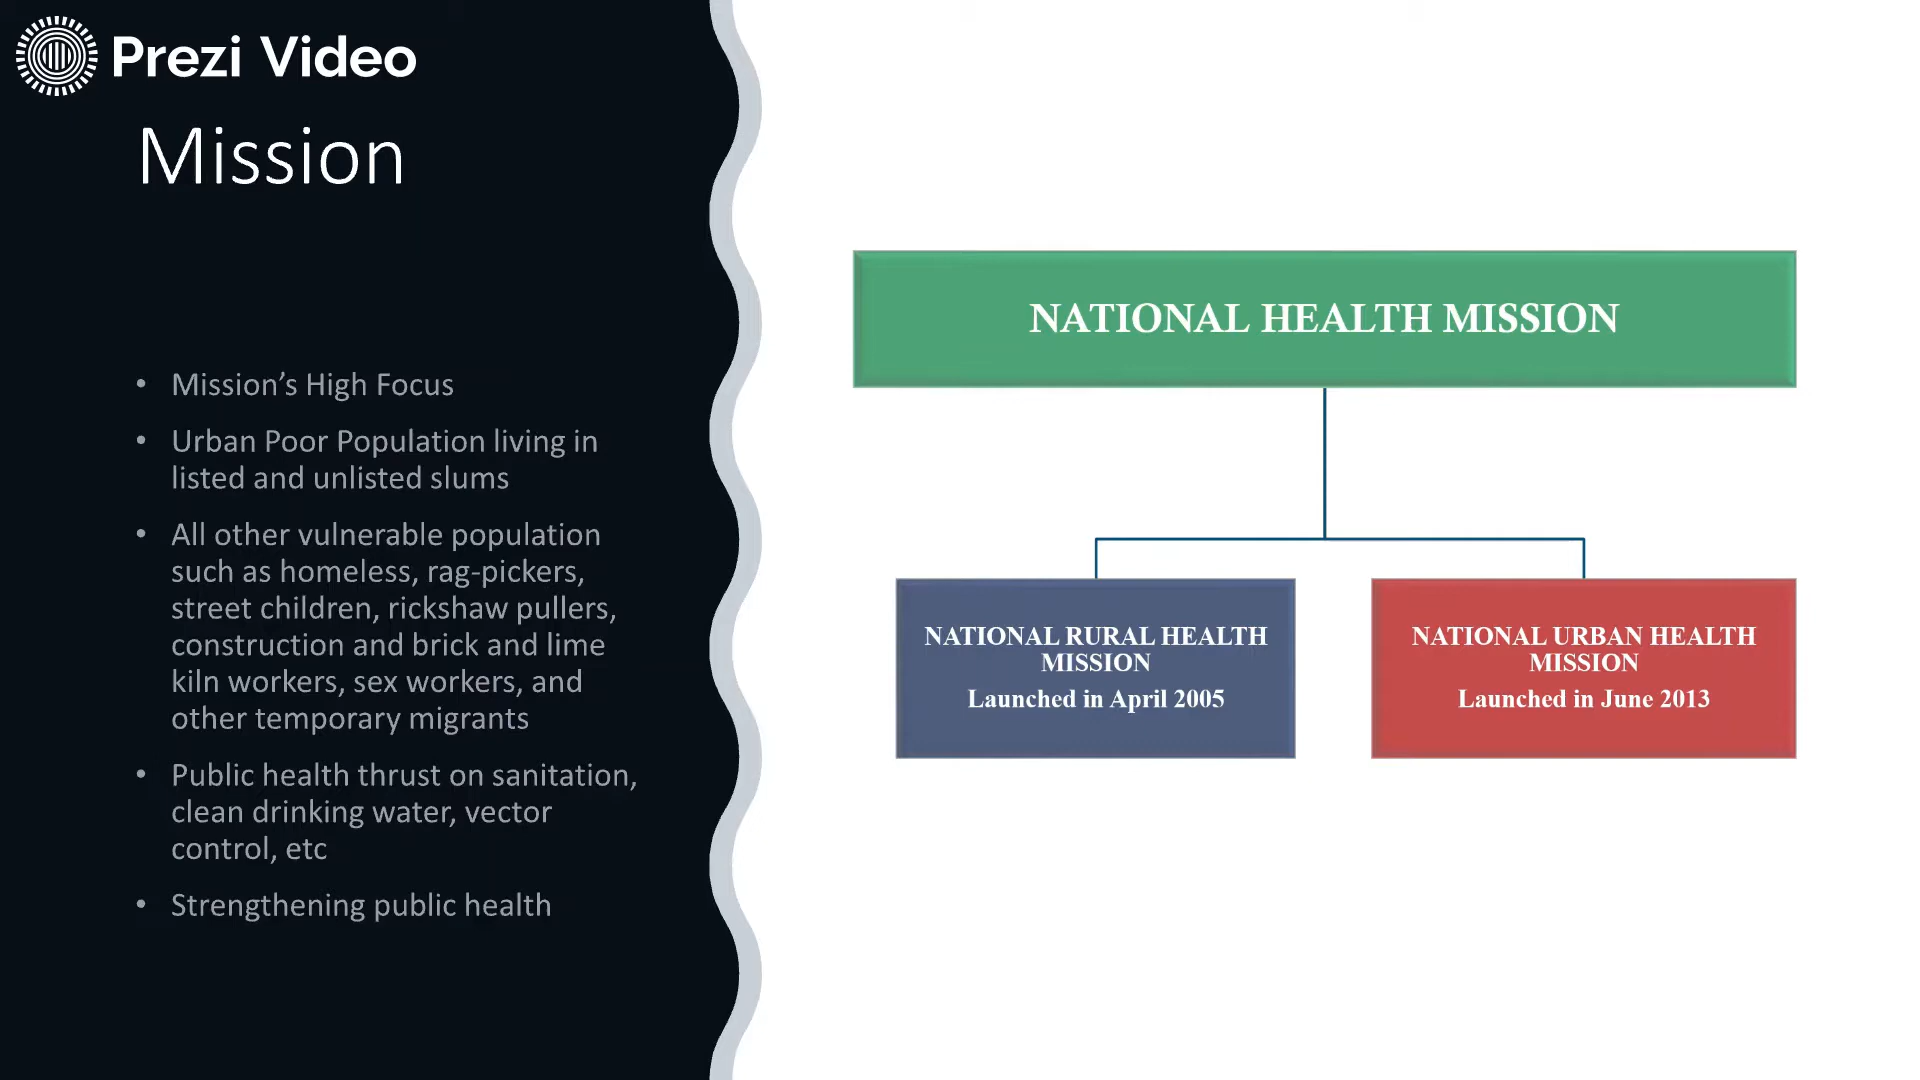 Prezi Video
Mission
• Mission’s High Focus
• Urban Poor Population living in
listed and unlisted slums
• All other vulnerable population
such as homeless, rag-pickers,
street children, rickshaw pullers,
construction and brick and lime
kiln workers, sex workers, and
other temporary migrants
• Public health thrust on sanitation,
clean drinking water, vector
control, etc
• Strengthening public health
NATIONAL HEALTH MISSION
NATIONAL RURAL HEALTH
MISSION
Launched in April 2005
NATIONAL URBAN HEALTH
MISSION
Launched in June 2013